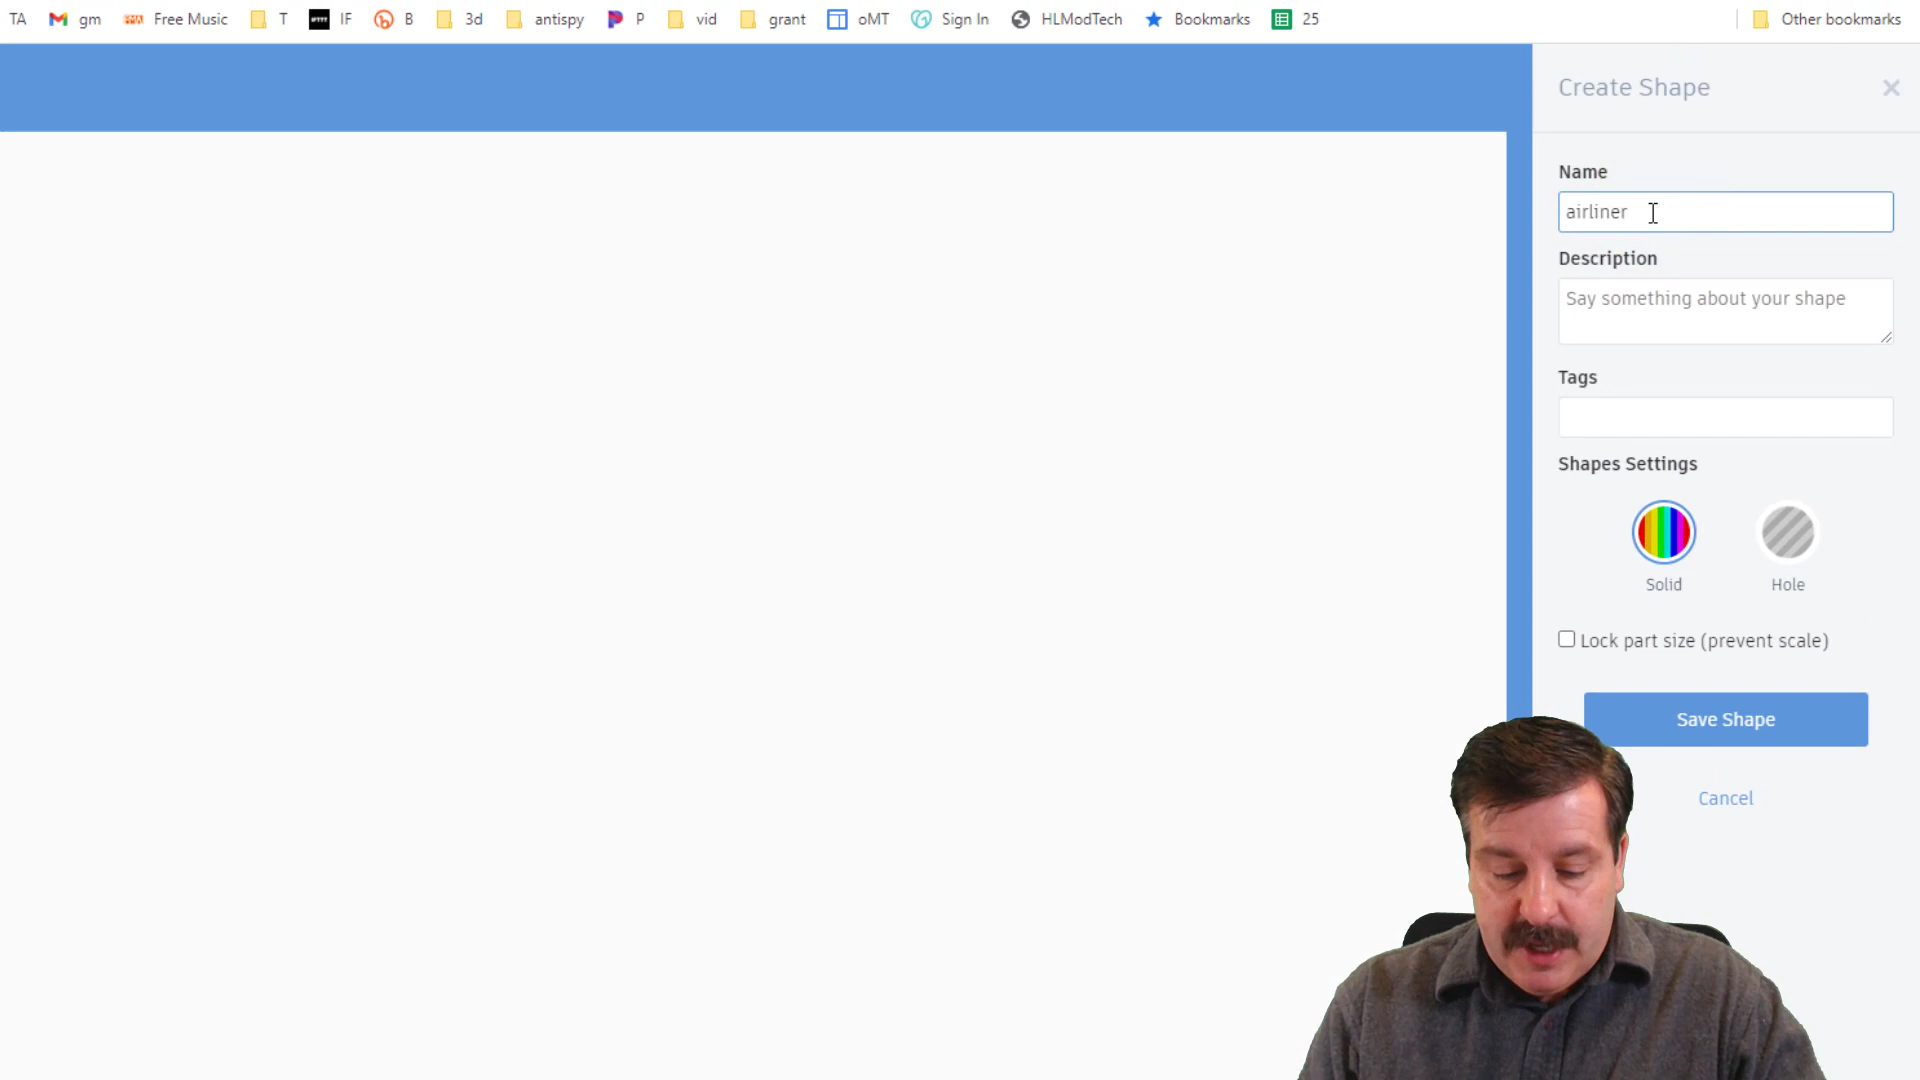 TA gm Free Music T IF B 3d antispy P vid grant oMT Sign In HLModTech Bookmarks 25 Other bookmarks
Create Shape
Name
airliner
Description
Say something about your shape
Tags
Shapes Settings
Solid Hole
Lock part size (prevent scale)
Save Shape
Cancel